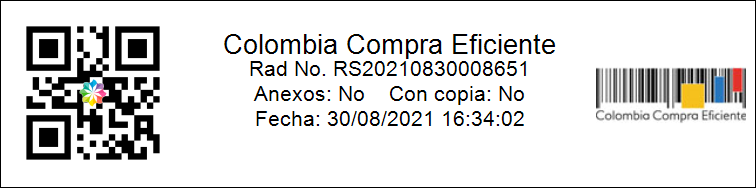 Colombia Compra Eficiente
Rad No. RS20210830008651
Anexos: No    Con copia: No
Fecha: 30/08/2021 16:34:02
Colombia Compra Eficiente